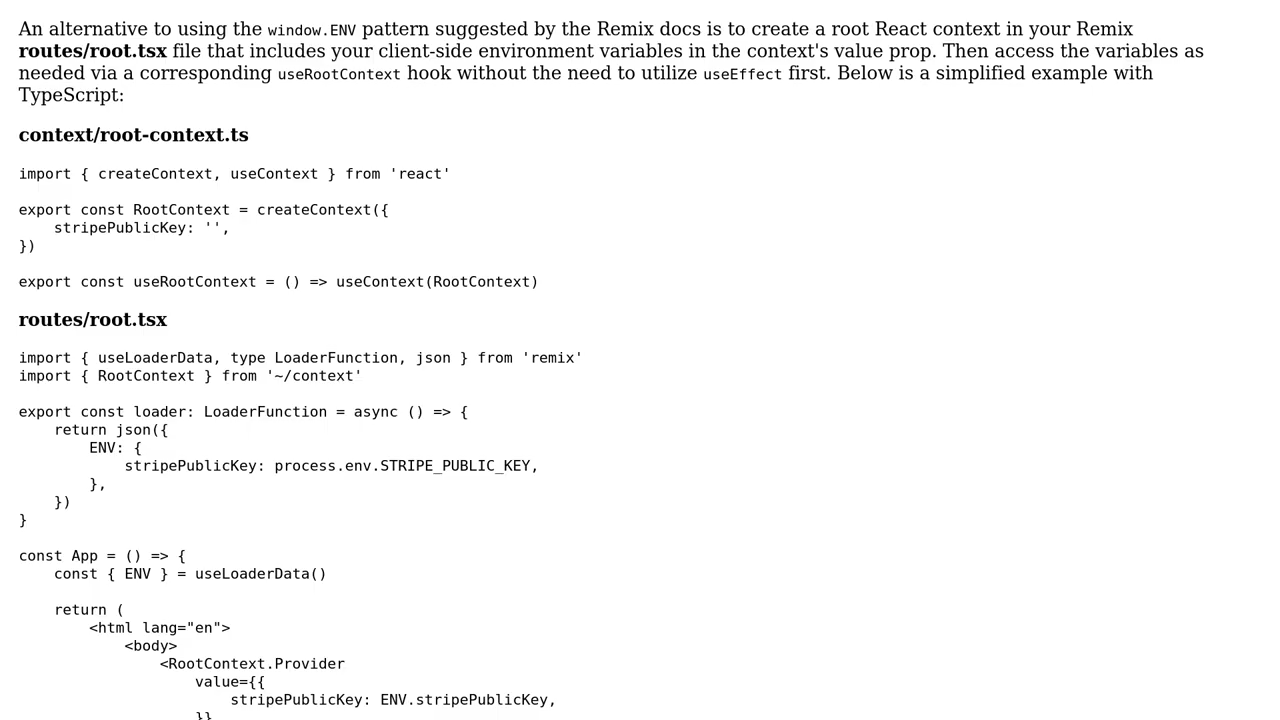 An alternative to using the window.ENV pattern suggested by the Remix docs is to create a root React context in your Remix
routes/root.tsx file that includes your client-side environment variables in the context's value prop. Then access the variables as
needed via a corresponding useRootContext hook without the need to utilize useEffect first. Below is a simplified example with
TypeScript:
context/root-context.ts
import { createContext, useContext } from 'react'
export const RootContext = createContext({
    stripePublicKey: '',
})
export const useRootContext = () => useContext(RootContext)
routes/root.tsx
import { useLoaderData, type LoaderFunction, json } from 'remix'
import { RootContext } from '~/context'
export const loader: LoaderFunction = async () => {
    return json({
        ENV: {
            stripePublicKey: process.env.STRIPE_PUBLIC_KEY,
        },
    })
}
const App = () => {
    const { ENV } = useLoaderData()
    return (
        <html lang="en">
            <body>
                <RootContext.Provider
                    value={{
                        stripePublicKey: ENV.stripePublicKey,
                    }}